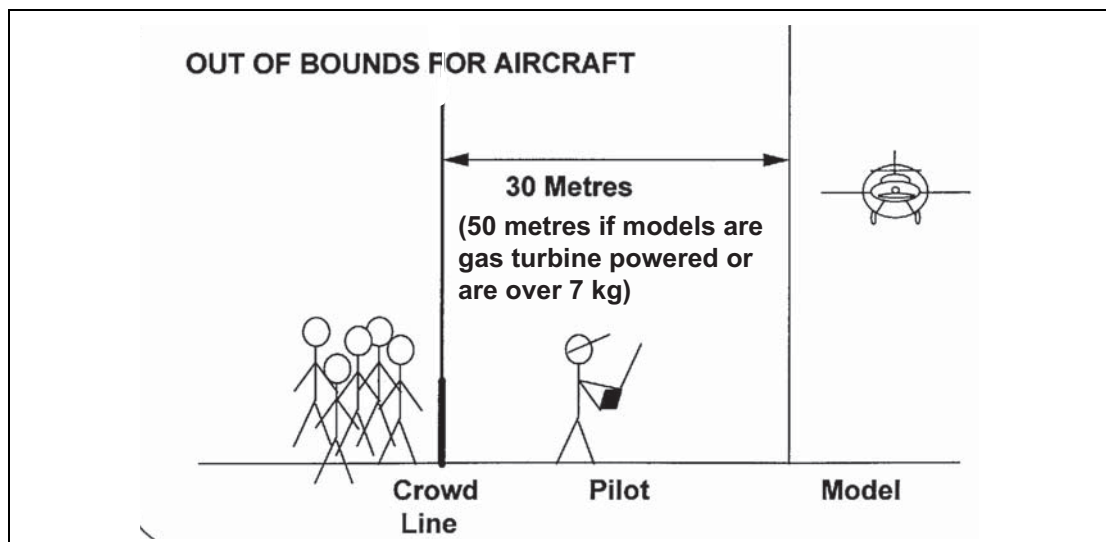 OUT OF BOUNDS FOR AIRCRAFT
30 Metres
(50 metres if models are
gas turbine powered or
are over 7 kg)
Crowd
Line
Pilot
Model